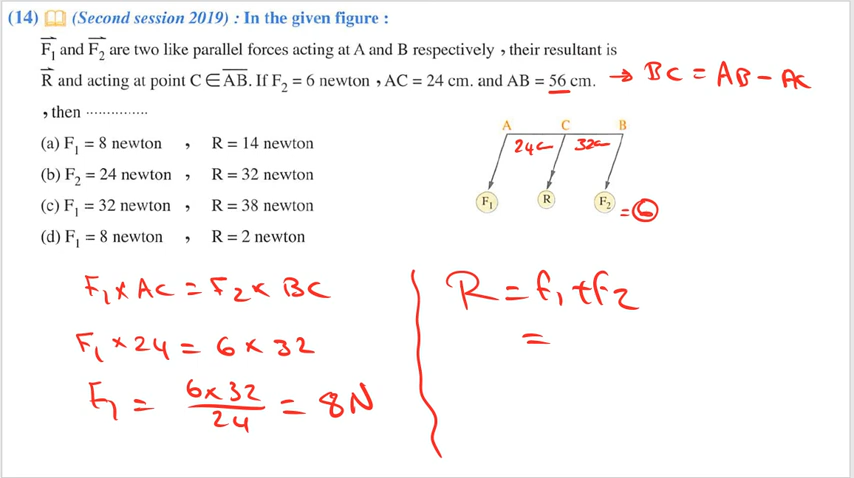 (14) (Second session 2019) : In the given figure :
F₁ and F₂ are two like parallel forces acting at A and B respectively , their resultant is
R and acting at point C ∈ AB. If F₂ = 6 newton , AC = 24 cm. and AB = 56 cm.
→ BC = AB - AC
, then ...............
(a) F₁ = 8 newton , R = 14 newton
(b) F₂ = 24 newton , R = 32 newton
(c) F₁ = 32 newton , R = 38 newton
(d) F₁ = 8 newton , R = 2 newton
A C B
24c 32c
F₁ R F₂ = 6
F₁ × AC = F₂ × BC
F₁ × 24 = 6 × 32
F₁ = 6 × 32 / 24 = 8N
R = f₁ + f₂
=